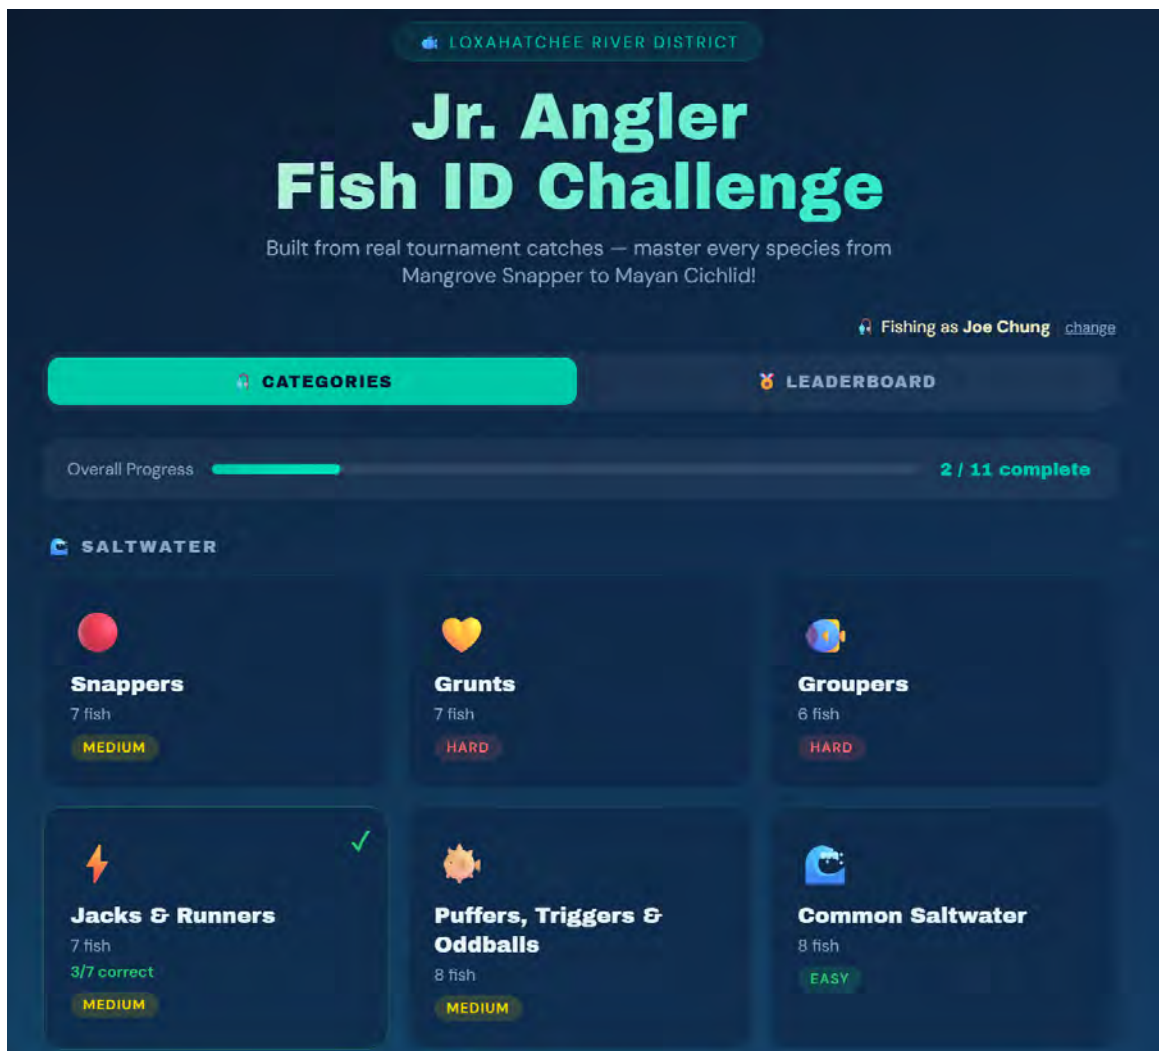 LOXAHATCHEE RIVER DISTRICT
Jr. Angler
Fish ID Challenge
Built from real tournament catches — master every species from
Mangrove Snapper to Mayan Cichlid!
Fishing as Joe Chung change
CATEGORIES
LEADERBOARD
Overall Progress
2 / 11 complete
SALTWATER
Snappers
7 fish
MEDIUM
Grunts
7 fish
HARD
Groupers
6 fish
HARD
Jacks & Runners
7 fish
3/7 correct
MEDIUM
Puffers, Triggers &
Oddballs
8 fish
MEDIUM
Common Saltwater
8 fish
EASY